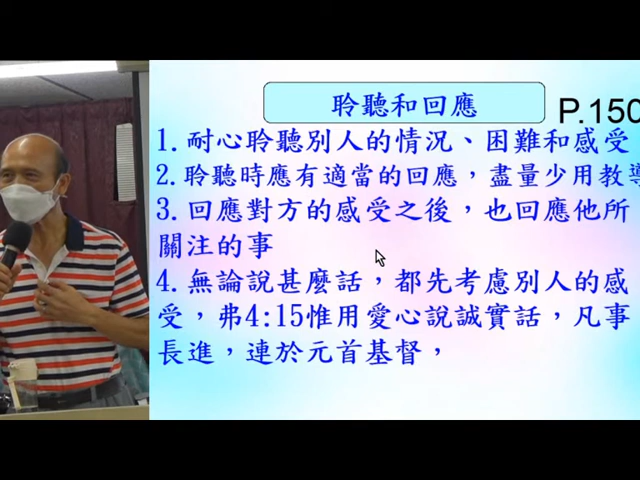 聆聽和回應
P.150
1.耐心聆聽別人的情況、困難和感受
2.聆聽時應有適當的回應，盡量少用教導
3.回應對方的感受之後，也回應他所
關注的事
4.無論說甚麼話，都先考慮別人的感
受，弗4:15惟用愛心說誠實話，凡事
長進，連於元首基督，